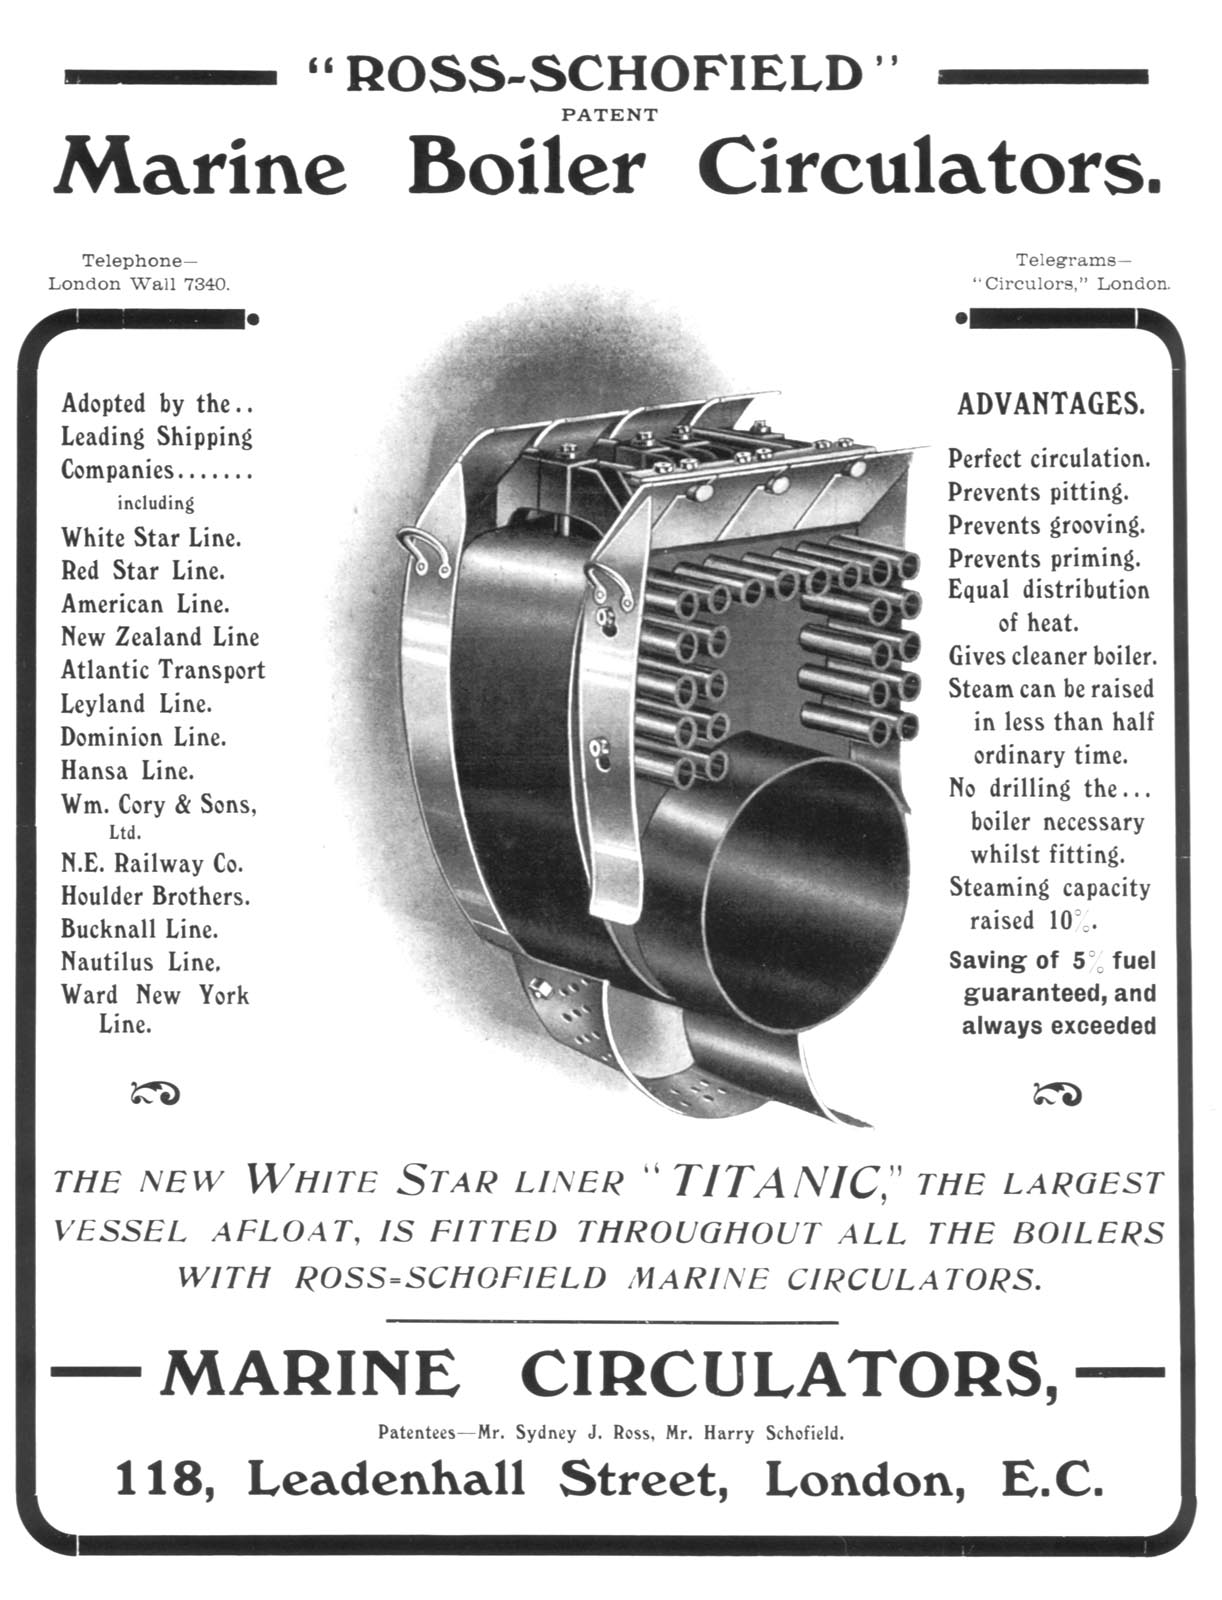 "ROSS-SCHOFIELD"
PATENT
Marine Boiler Circulators.
Telephone—
London Wall 7340.
Telegrams—
"Circulors," London.
Adopted by the..
Leading Shipping
Companies.......
including
White Star Line.
Red Star Line.
American Line.
New Zealand Line
Atlantic Transport
Leyland Line.
Dominion Line.
Hansa Line.
Wm. Cory & Sons,
Ltd.
N.E. Railway Co.
Houlder Brothers.
Bucknall Line.
Nautilus Line.
Ward New York
Line.
ADVANTAGES.
Perfect circulation.
Prevents pitting.
Prevents grooving.
Prevents priming.
Equal distribution
of heat.
Gives cleaner boiler.
Steam can be raised
in less than half
ordinary time.
No drilling the...
boiler necessary
whilst fitting.
Steaming capacity
raised 10%.
Saving of 5% fuel
guaranteed, and
always exceeded
THE NEW WHITE STAR LINER "TITANIC," THE LARGEST
VESSEL AFLOAT, IS FITTED THROUGHOUT ALL THE BOILERS
WITH ROSS=SCHOFIELD MARINE CIRCULATORS.
MARINE CIRCULATORS,
Patentees—Mr. Sydney J. Ross, Mr. Harry Schofield.
118, Leadenhall Street, London, E.C.